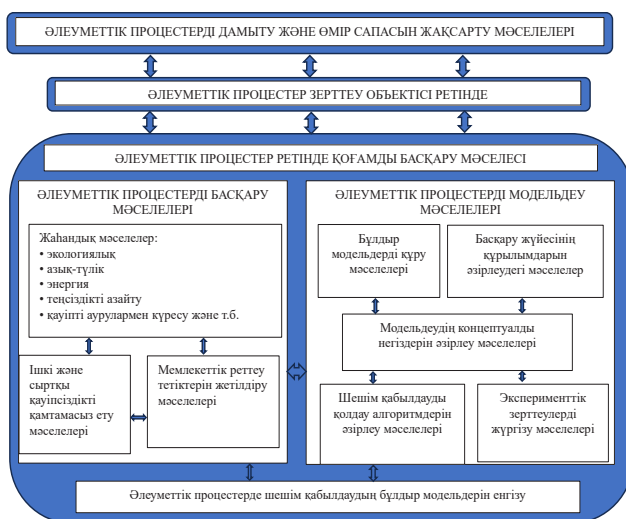 ӘЛЕУМЕТТІК ПРОЦЕСТЕРДІ ДАМЫТУ ЖӘНЕ ӨМІР САПАСЫН ЖАҚСАРТУ МӘСЕЛЕЛЕРІ
ӘЛЕУМЕТТІК ПРОЦЕСТЕР ЗЕРТТЕУ ОБЪЕКТІСІ РЕТІНДЕ
ӘЛЕУМЕТТІК ПРОЦЕСТЕР РЕТІНДЕ ҚОҒАМДЫ БАСҚАРУ МӘСЕЛЕСІ
ӘЛЕУМЕТТІК ПРОЦЕСТЕРДІ БАСҚАРУ
МӘСЕЛЕЛЕРІ
Жаһандық мәселелер:
• экологиялық
• азық-түлік
• энергия
• теңсіздікті азайту
• қауіпті аурулармен күресу және т.б.
Ішкі және
сыртқы
қауіпсіздікті
қамтамасыз ету
мәселелері
Мемлекеттік реттеу
тетіктерін жетілдіру
мәселелері
ӘЛЕУМЕТТІК ПРОЦЕСТЕРДІ МОДЕЛЬДЕУ
МӘСЕЛЕЛЕРІ
Бұлдыр
модельдерді құру
мәселелері
Басқару жүйесінің
құрылымдарын
әзірлеудегі мәселелер
Модельдеудің концептуалды
негіздерін әзірлеу мәселелері
Шешім қабылдауды
қолдау алгоритмдерін
әзірлеу мәселелері
Эксперименттік
зерттеулерді
жүргізу мәселелері
Әлеуметтік процестерде шешім қабылдаудың бұлдыр модельдерін енгізу